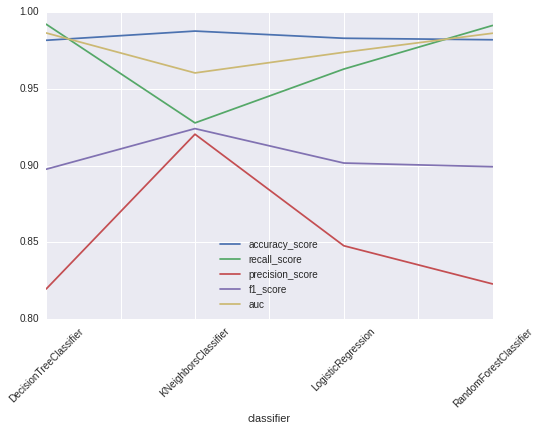 1.00
0.95
0.90
0.85
0.80
accuracy_score
recall_score
precision_score
f1_score
auc
DecisionTreeClassifier
KNeighborsClassifier
LogisticRegression
RandomForestClassifier
classifier